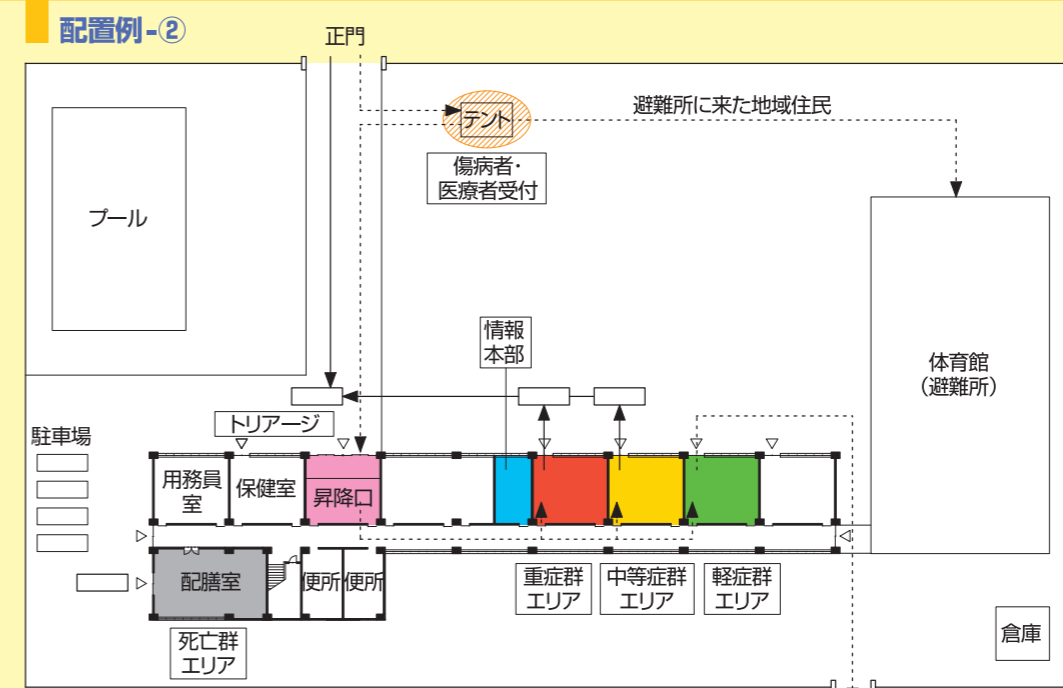 配置例-②
正門
避難所に来た地域住民
テント
傷病者・
医療者受付
プール
情報
本部
体育館
（避難所）
トリアージ
駐車場
用務員
室
保健室
昇降口
配膳室
便所
便所
重症群
エリア
中等症群
エリア
軽症群
エリア
死亡群
エリア
倉庫